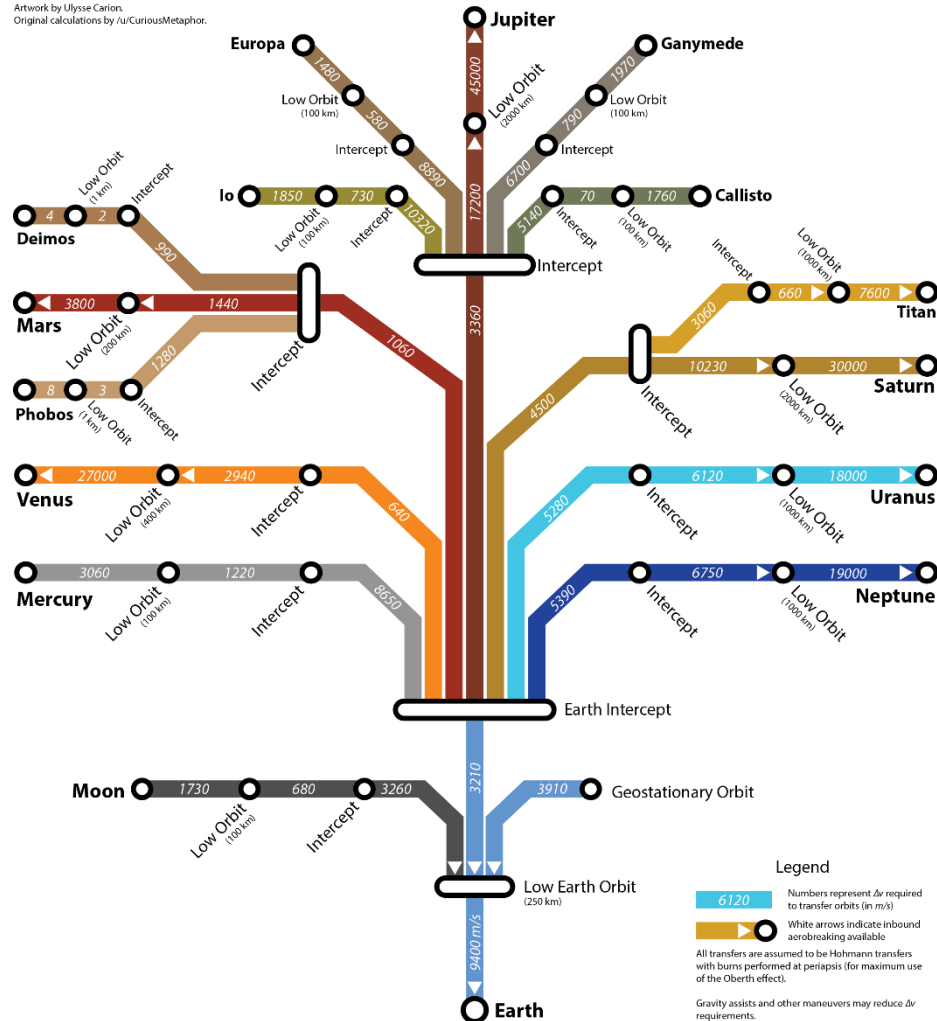 Artwork by Ulysse Carion.
Original calculations by /u/CuriousMetaphor.
Jupiter
45000
Low Orbit
(2000 km)
17200
Europa
1480
Low Orbit
(100 km)
580
Intercept
8890
Ganymede
1970
Low Orbit
(100 km)
790
Intercept
6700
Io
1850
Low Orbit
(100 km)
730
Intercept
10320
Callisto
1760
Low Orbit
(100 km)
70
Intercept
5140
Intercept
3360
Deimos
4
Low Orbit
(1 km)
2
Intercept
990
Mars
3800
Low Orbit
(200 km)
1440
Intercept
1060
Phobos
8
Low Orbit
(1 km)
3
Intercept
1280
Titan
7600
Low Orbit
(1000 km)
660
Intercept
3060
Saturn
30000
Low Orbit
(2000 km)
10230
Intercept
4500
Venus
27000
Low Orbit
(400 km)
2940
Intercept
640
Uranus
18000
Low Orbit
(1000 km)
6120
Intercept
5280
Mercury
3060
Low Orbit
(100 km)
1220
Intercept
8650
Neptune
19000
Low Orbit
(1000 km)
6750
Intercept
5390
Earth Intercept
3210
Moon
1730
Low Orbit
(100 km)
680
Intercept
3260
3910
Geostationary Orbit
Low Earth Orbit
(250 km)
9400 m/s
Earth
Legend
6120
Numbers represent Δv required
to transfer orbits (in m/s)
White arrows indicate inbound
aerobreaking available
All transfers are assumed to be Hohmann transfers
with burns performed at periapsis (for maximum use
of the Oberth effect).
Gravity assists and other maneuvers may reduce Δv
requirements.